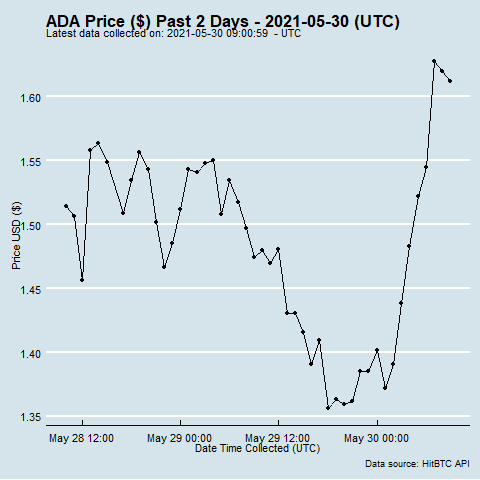 ADA Price ($) Past 2 Days - 2021-05-30 (UTC)
Latest data collected on: 2021-05-30 09:00:59 - UTC
Price USD ($)
1.60
1.55
1.50
1.45
1.40
1.35
May 28 12:00 May 29 00:00 May 29 12:00 May 30 00:00
Date Time Collected (UTC)
Data source: HitBTC API